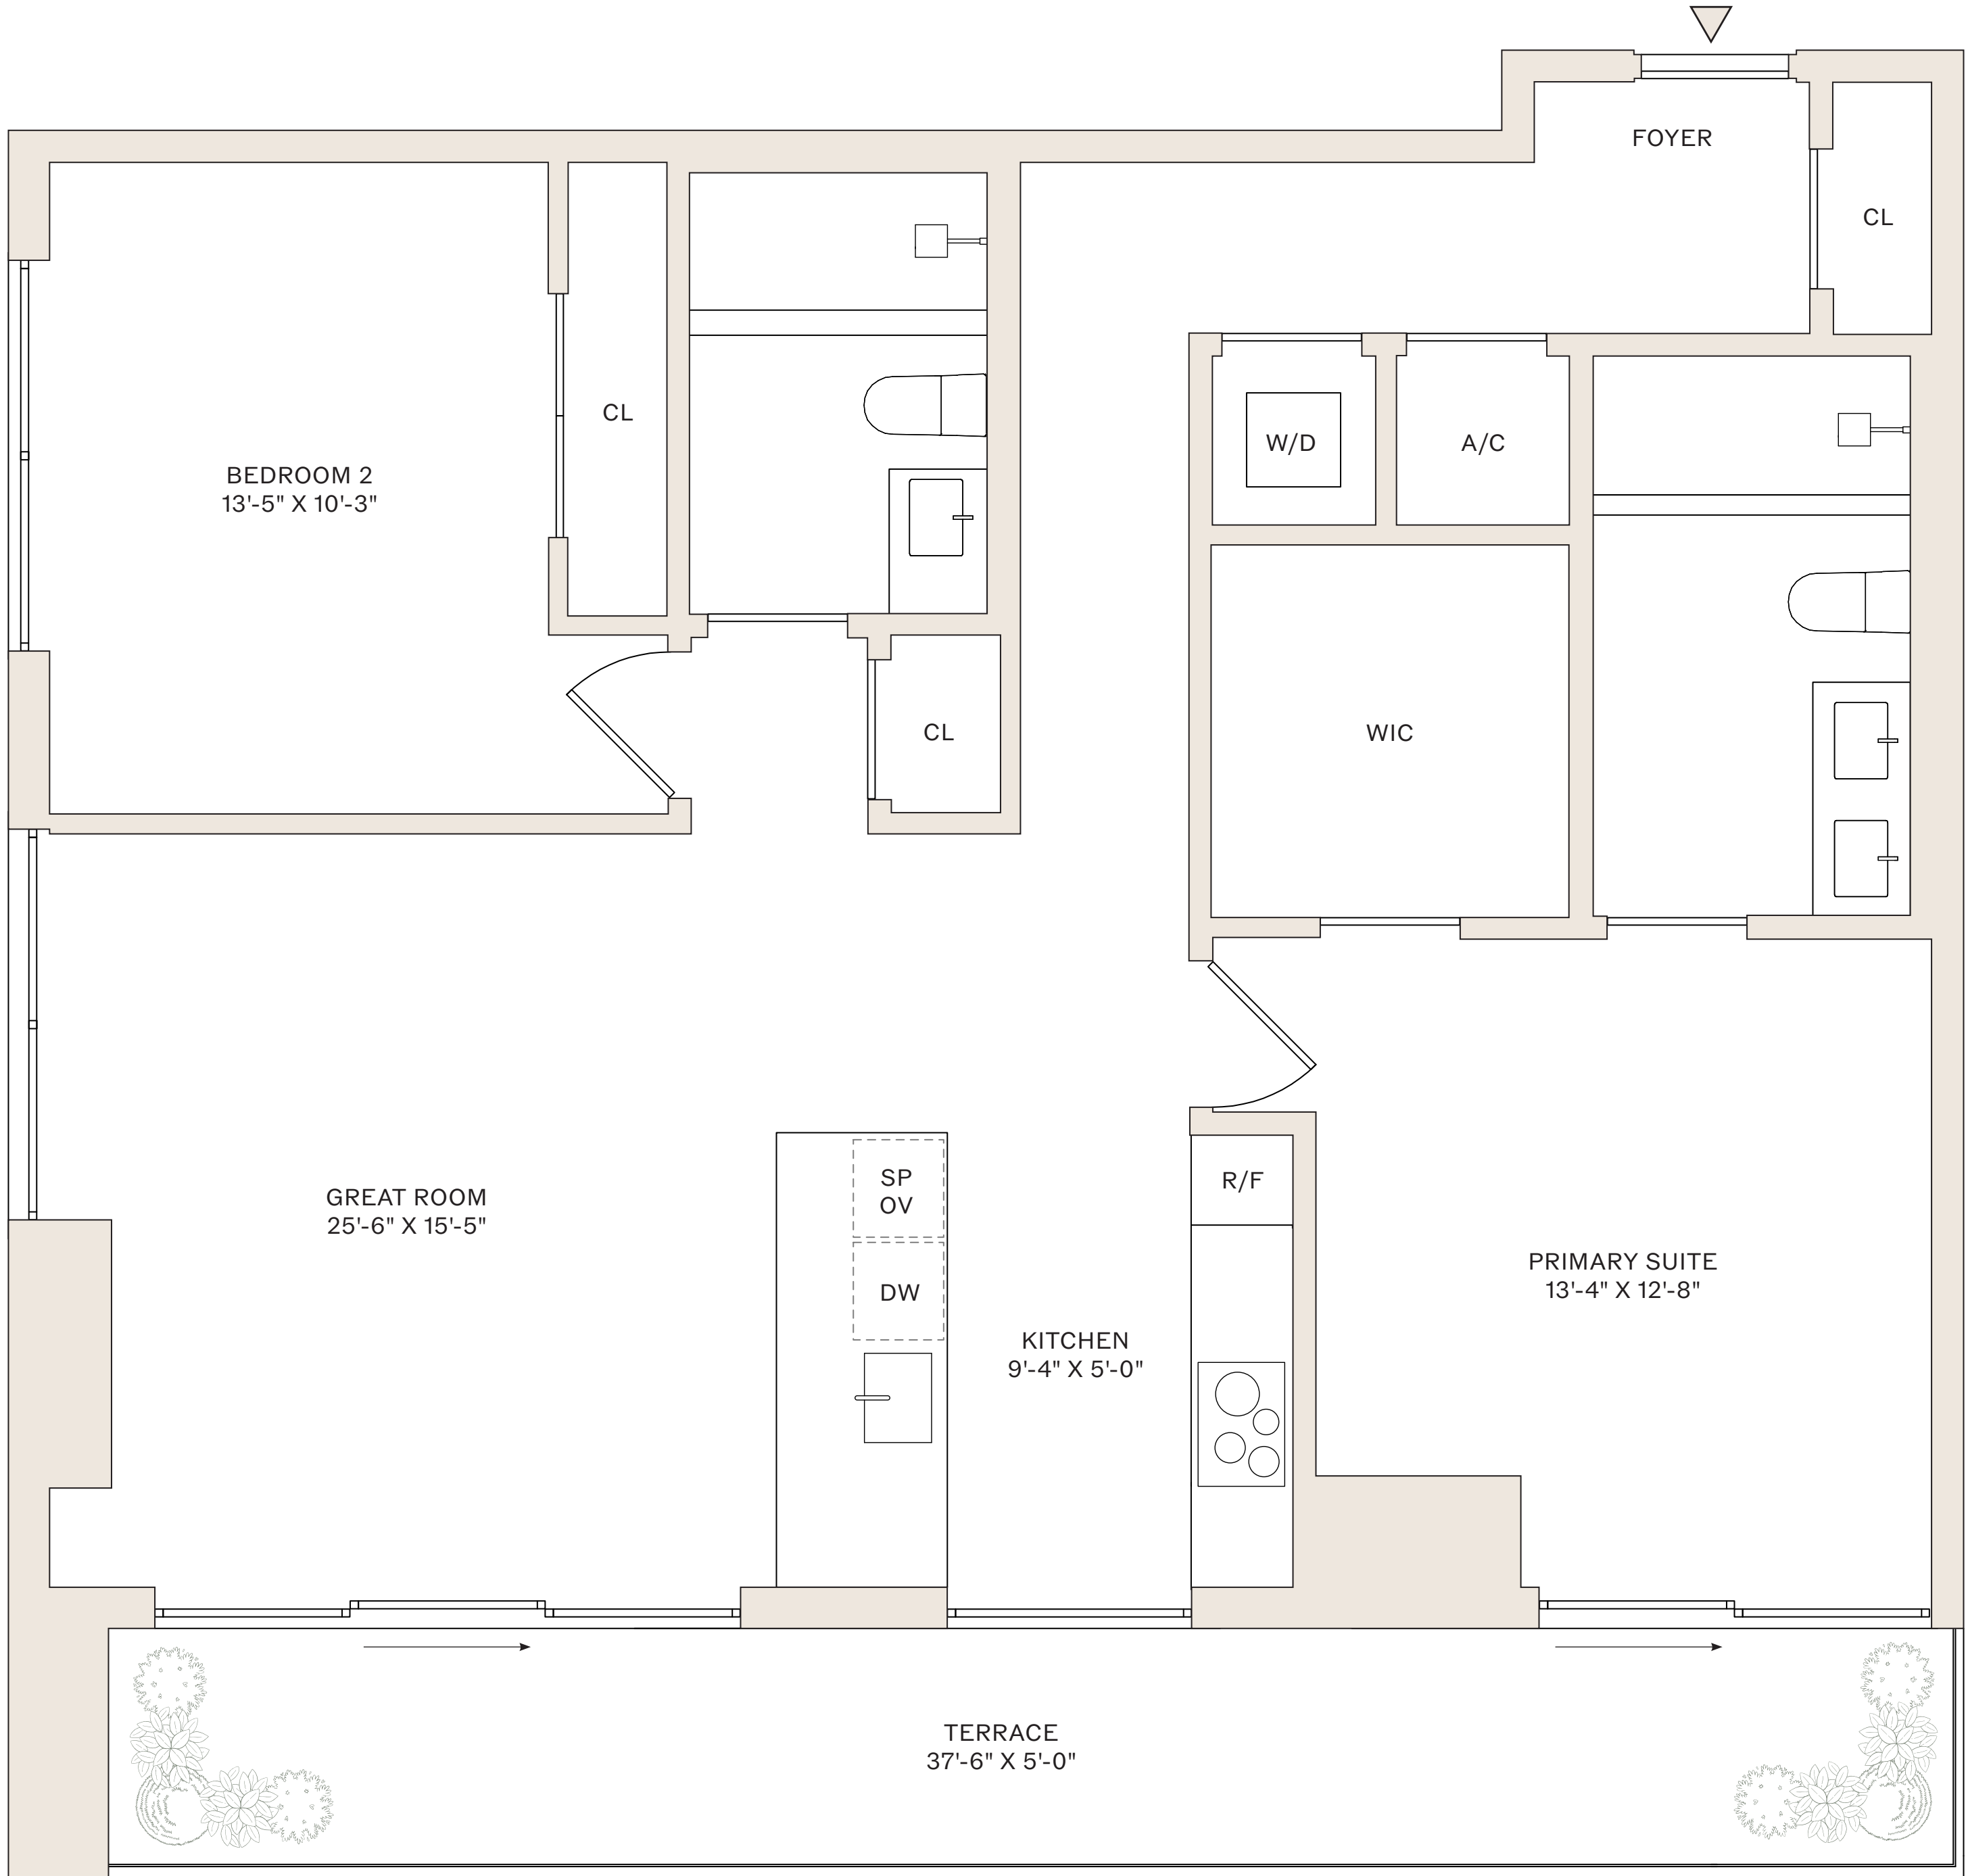 FOYER
CL
CL
W/D
A/C
BEDROOM 2
13'-5" X 10'-3"
CL
WIC
SP
OV
R/F
GREAT ROOM
25'-6" X 15'-5"
DW
PRIMARY SUITE
13'-4" X 12'-8"
KITCHEN
9'-4" X 5'-0"
TERRACE
37'-6" X 5'-0"